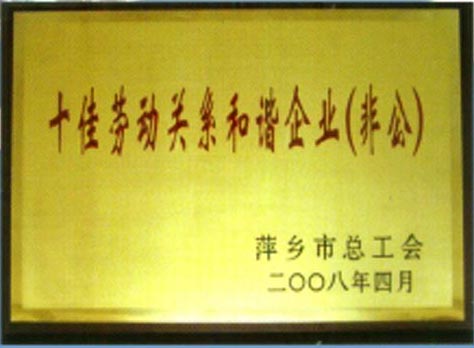 十佳劳动关系和谐企业(非公)
萍乡市总工会
二〇〇八年四月